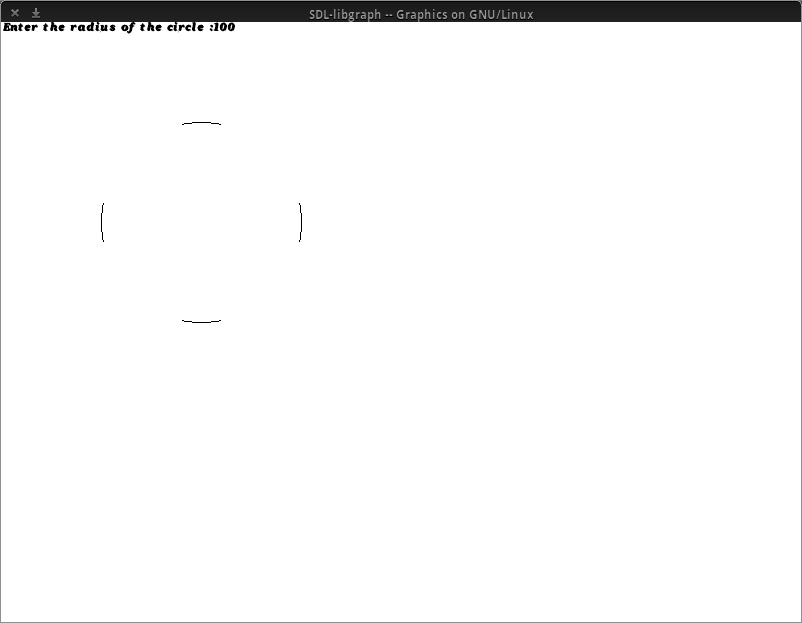 SDL-libgraph -- Graphics on GNU/Linux
Enter the radius of the circle :100